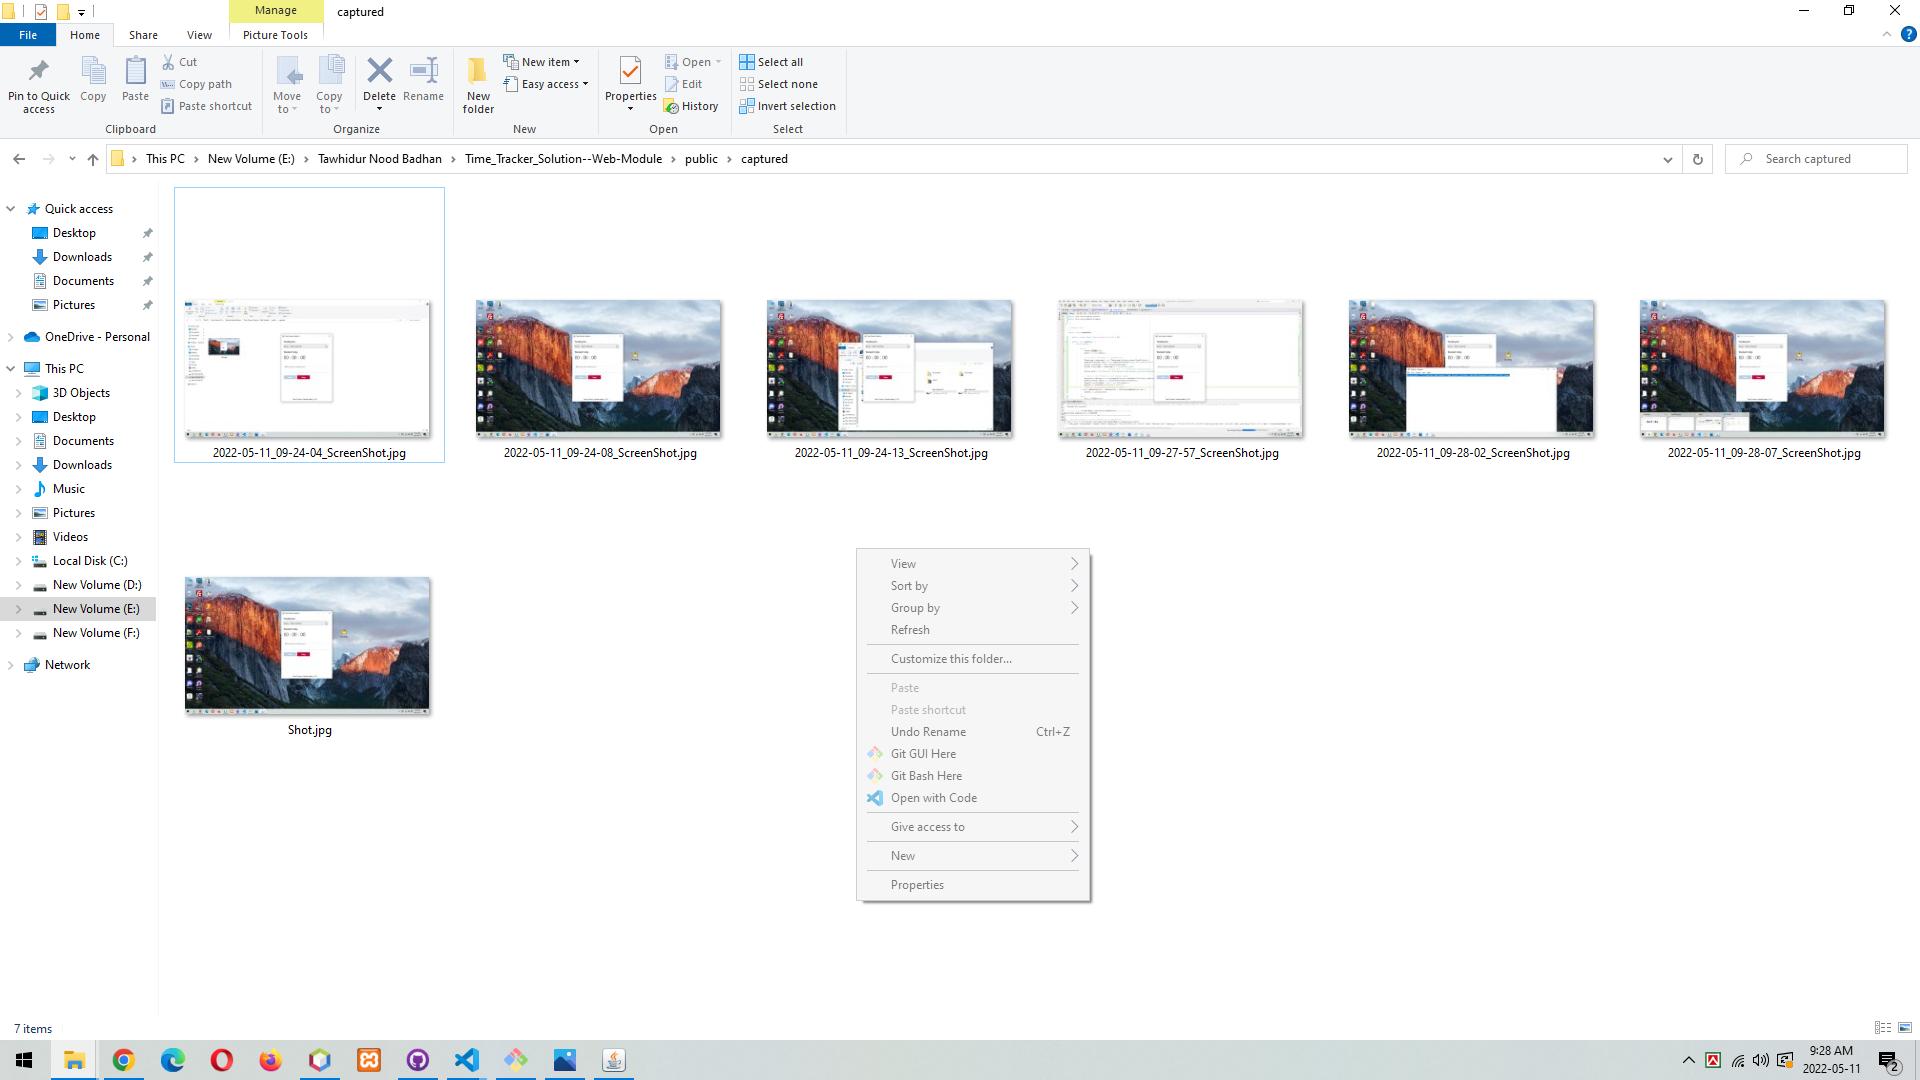 Manage
captured
File
Home
Share
View
Picture Tools
Pin to Quick access
Copy
Paste
Cut
Copy path
Paste shortcut
Clipboard
Move to
Copy to
Delete
Rename
Organize
New folder
New item
Easy access
New
Properties
Open
Edit
History
Open
Select all
Select none
Invert selection
Select
This PC
New Volume (E:)
Tawhidur Nood Badhan
Time_Tracker_Solution--Web-Module
public
captured
Search captured
Quick access
Desktop
Downloads
Documents
Pictures
OneDrive - Personal
This PC
3D Objects
Desktop
Documents
Downloads
Music
Pictures
Videos
Local Disk (C:)
New Volume (D:)
New Volume (E:)
New Volume (F:)
Network
2022-05-11_09-24-04_ScreenShot.jpg
2022-05-11_09-24-08_ScreenShot.jpg
2022-05-11_09-24-13_ScreenShot.jpg
2022-05-11_09-27-57_ScreenShot.jpg
2022-05-11_09-28-02_ScreenShot.jpg
2022-05-11_09-28-07_ScreenShot.jpg
Shot.jpg
View
Sort by
Group by
Refresh
Customize this folder...
Paste
Paste shortcut
Undo Rename Ctrl+Z
Git GUI Here
Git Bash Here
Open with Code
Give access to
New
Properties
7 items
9:28 AM
2022-05-11
2